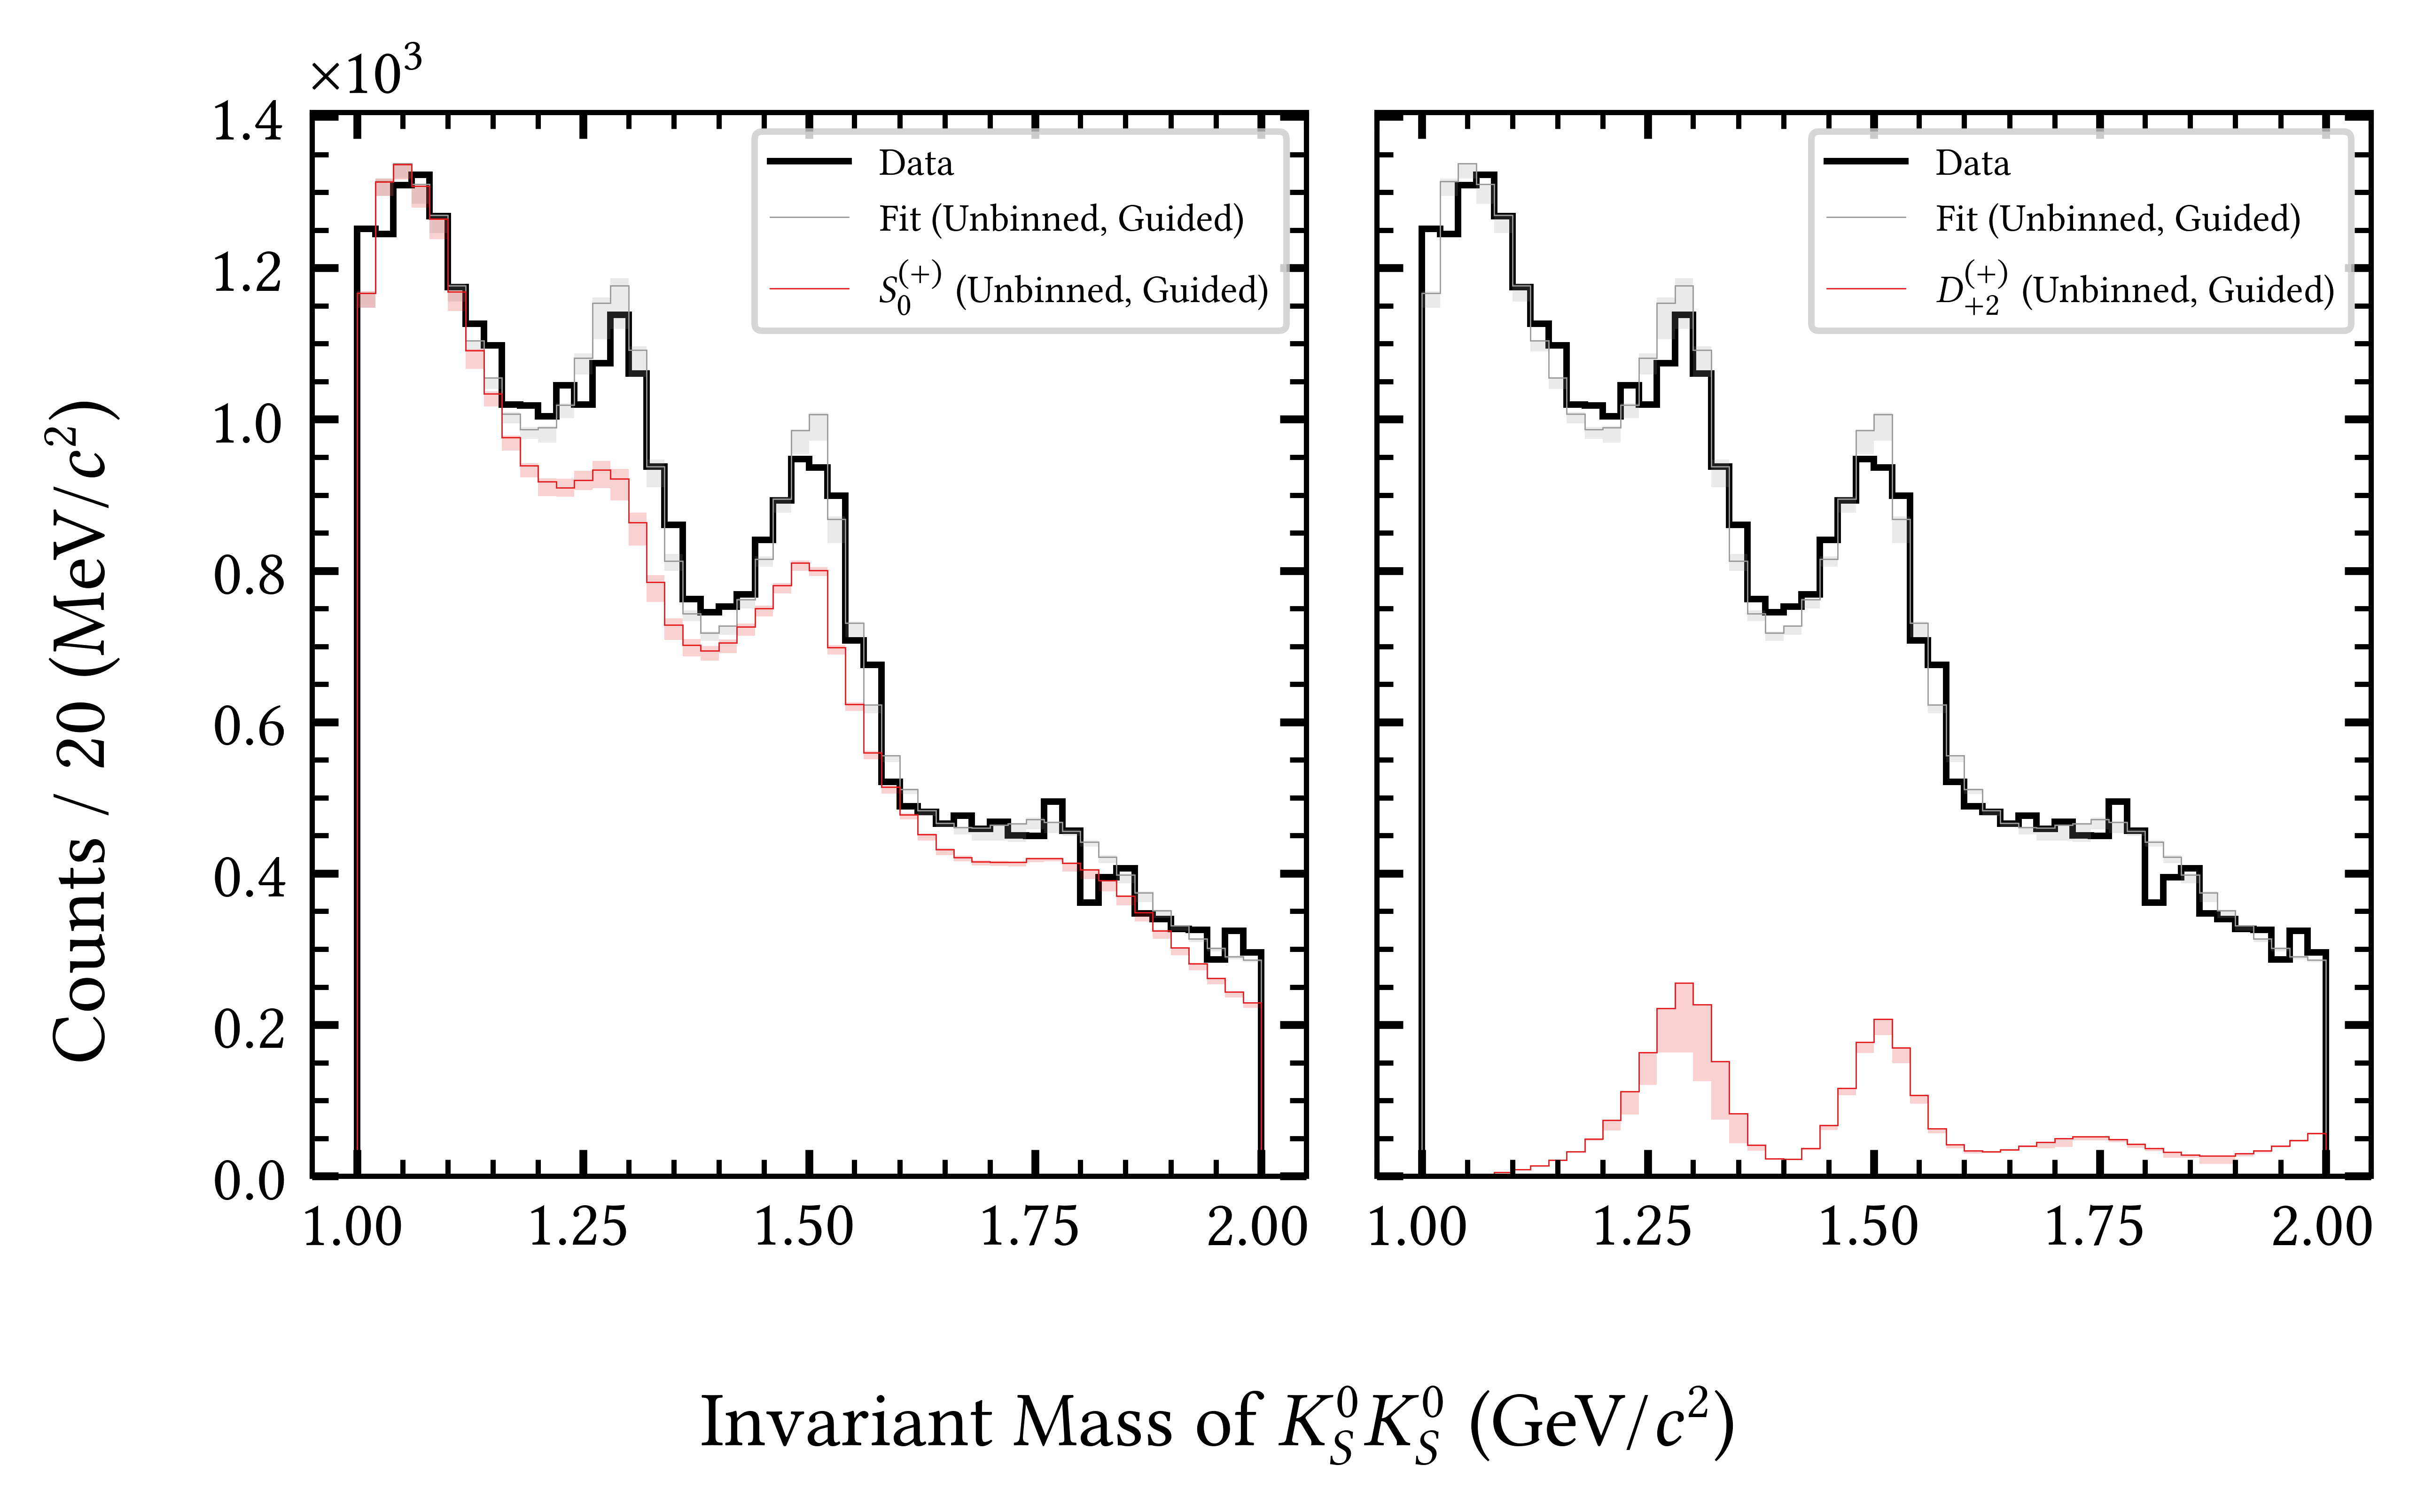 ×10³
1.4
1.2
1.0
0.8
0.6
0.4
0.2
0.0
Counts / 20 (MeV/c²)
Data
Fit (Unbinned, Guided)
S₀⁽⁺⁾ (Unbinned, Guided)
Data
Fit (Unbinned, Guided)
D₊₂⁽⁺⁾ (Unbinned, Guided)
1.00 1.25 1.50 1.75 2.00
1.00 1.25 1.50 1.75 2.00
Invariant Mass of K⁰_S K⁰_S (GeV/c²)